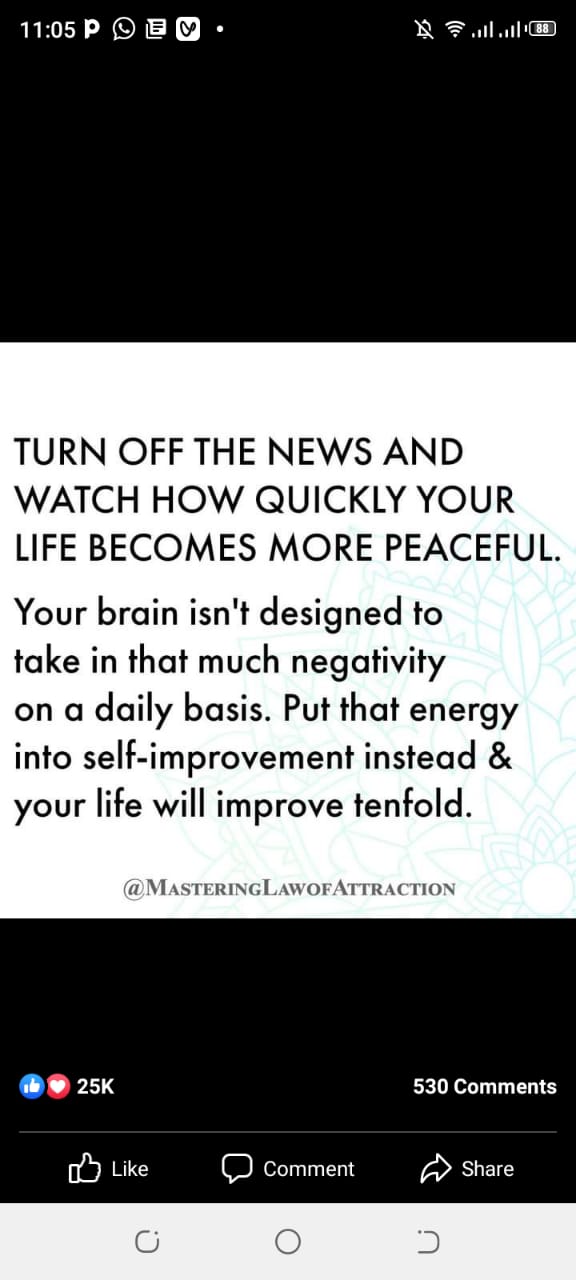 11:05
88
TURN OFF THE NEWS AND
WATCH HOW QUICKLY YOUR
LIFE BECOMES MORE PEACEFUL.
Your brain isn't designed to
take in that much negativity
on a daily basis. Put that energy
into self-improvement instead &
your life will improve tenfold.
@MASTERINGLAWOFATTRACTION
25K 530 Comments
Like Comment Share